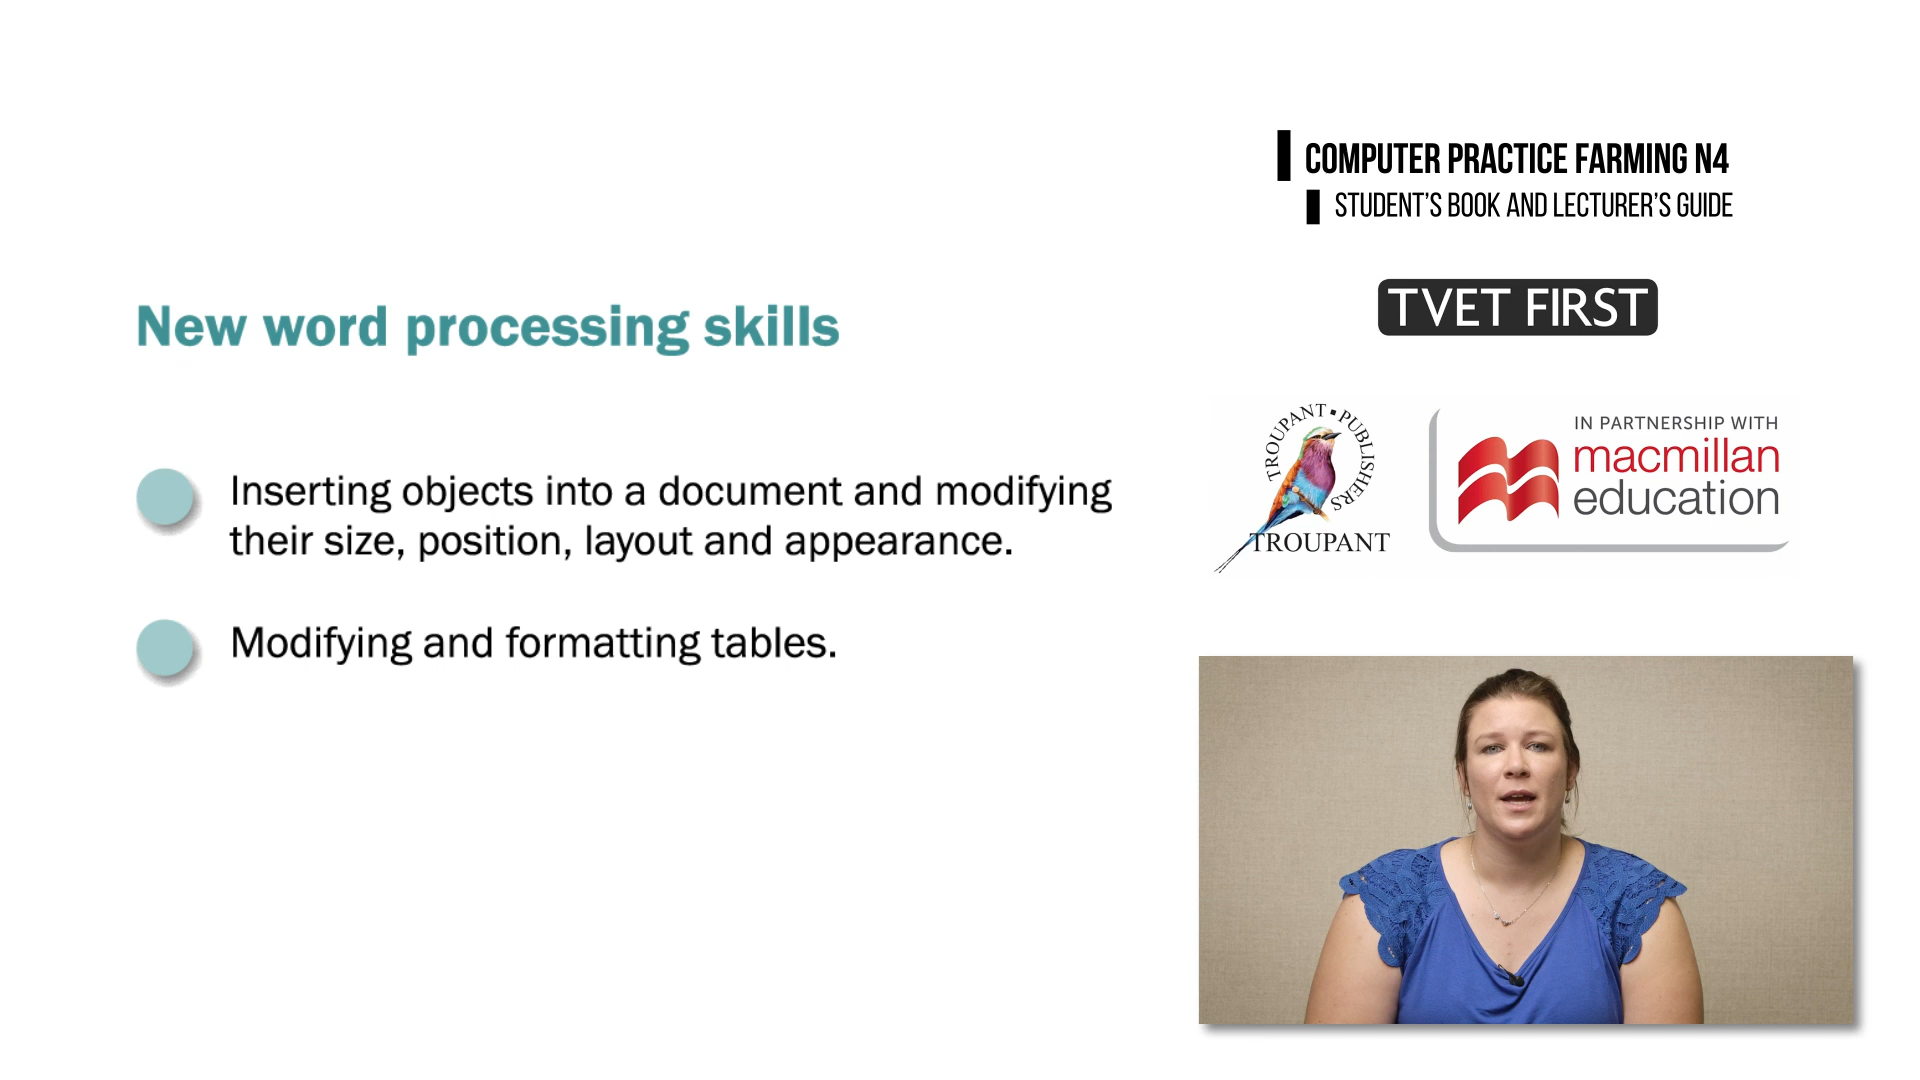 COMPUTER PRACTICE FARMING N4
STUDENT'S BOOK AND LECTURER'S GUIDE
TVET FIRST
New word processing skills
Inserting objects into a document and modifying
their size, position, layout and appearance.
Modifying and formatting tables.
TROUPANT ▪ PUBLISHERS
TROUPANT
IN PARTNERSHIP WITH
macmillan
education